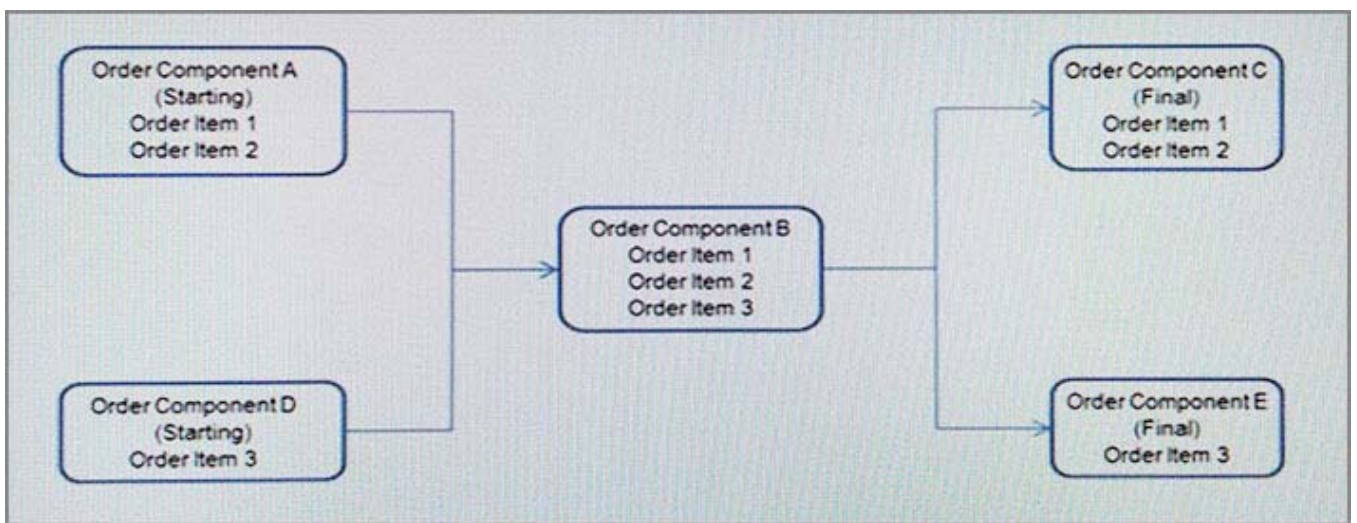 Order Component A
(Starting)
Order Item 1
Order Item 2
Order Component D
(Starting)
Order Item 3
Order Component B
Order Item 1
Order Item 2
Order Item 3
Order Component C
(Final)
Order Item 1
Order Item 2
Order Component E
(Final)
Order Item 3